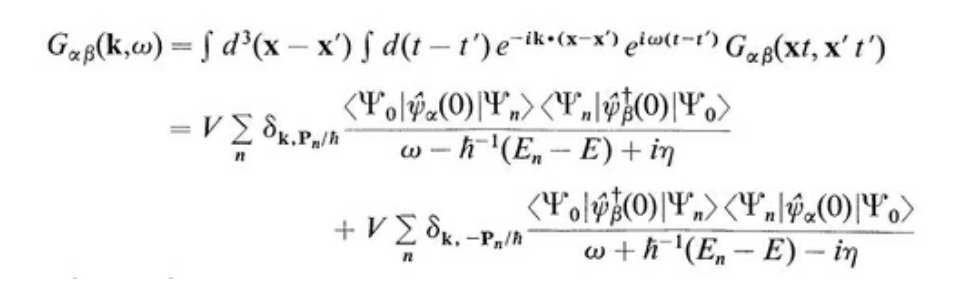 G_{αβ}(𝐤,ω) = ∫ d³(𝐱 − 𝐱′) ∫ d(t − t′) e^{−i𝐤•(𝐱−𝐱′)} e^{iω(t−t′)} G_{αβ}(𝐱t, 𝐱′ t′)
= V ∑_n δ_{𝐤,𝐏_n/ħ} ⟨Ψ_0|ψ̂_α(0)|Ψ_n⟩⟨Ψ_n|ψ̂_β^†(0)|Ψ_0⟩ / ω − ħ^{−1}(E_n − E) + iη
+ V ∑_n δ_{𝐤,−𝐏_n/ħ} ⟨Ψ_0|ψ̂_β^†(0)|Ψ_n⟩⟨Ψ_n|ψ̂_α(0)|Ψ_0⟩ / ω + ħ^{−1}(E_n − E) − iη